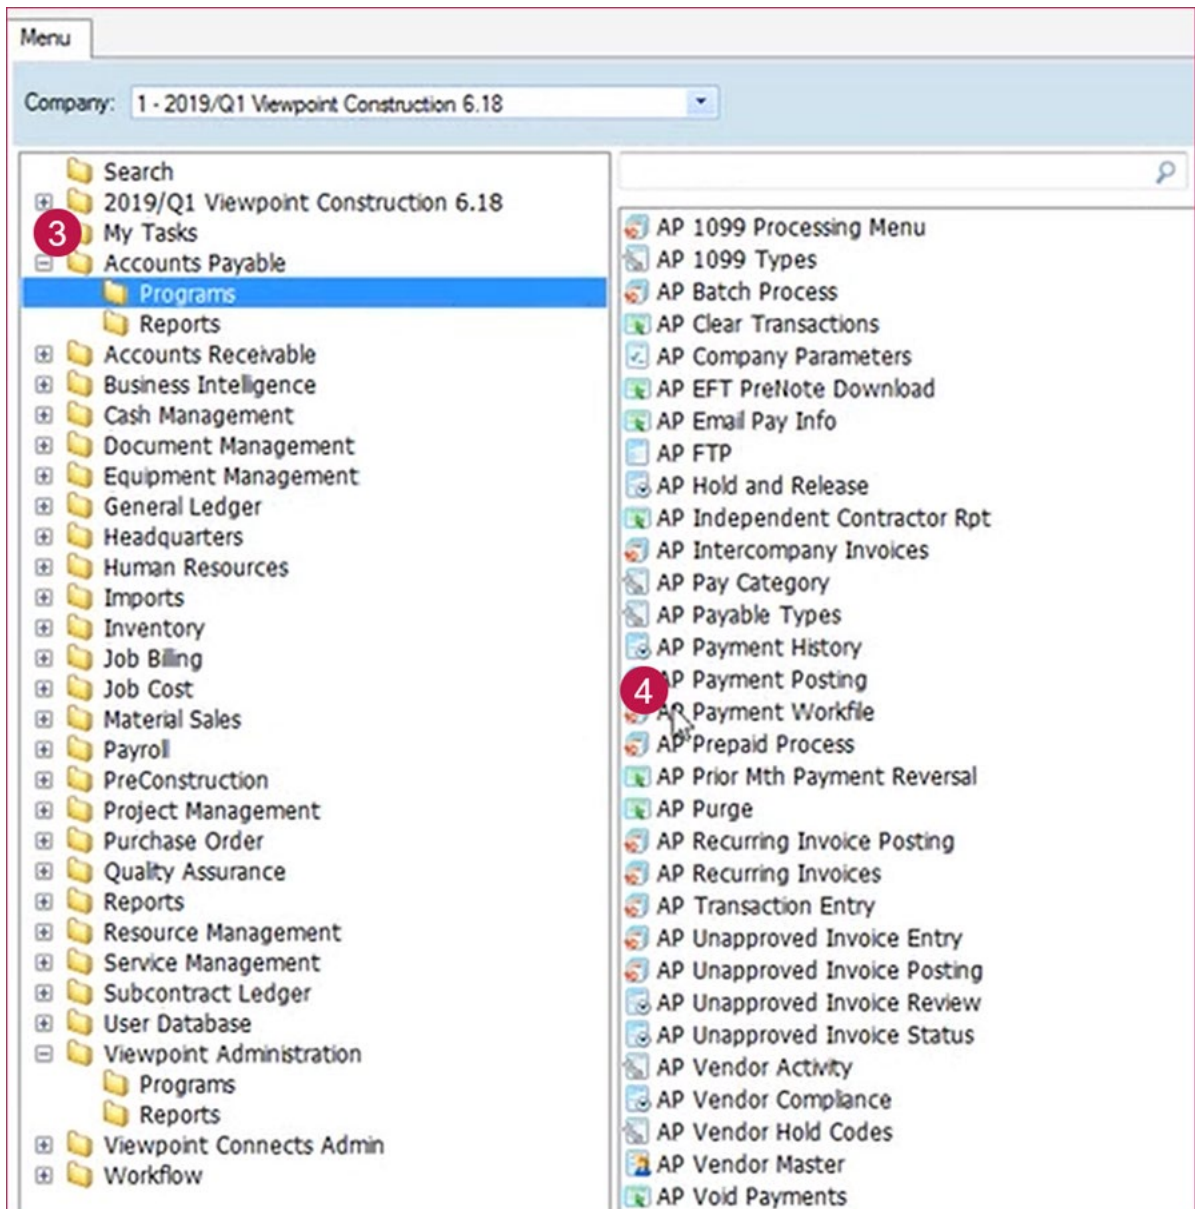 Menu
Company: 1 - 2019/Q1 Viewpoint Construction 6.18
Search
2019/Q1 Viewpoint Construction 6.18
3
My Tasks
Accounts Payable
Programs
Reports
Accounts Receivable
Business Intelligence
Cash Management
Document Management
Equipment Management
General Ledger
Headquarters
Human Resources
Imports
Inventory
Job Billing
Job Cost
Material Sales
Payroll
PreConstruction
Project Management
Purchase Order
Quality Assurance
Reports
Resource Management
Service Management
Subcontract Ledger
User Database
Viewpoint Administration
Programs
Reports
Viewpoint Connects Admin
Workflow
AP 1099 Processing Menu
AP 1099 Types
AP Batch Process
AP Clear Transactions
AP Company Parameters
AP EFT PreNote Download
AP Email Pay Info
AP FTP
AP Hold and Release
AP Independent Contractor Rpt
AP Intercompany Invoices
AP Pay Category
AP Payable Types
AP Payment History
4
AP Payment Posting
AP Payment Workfile
AP Prepaid Process
AP Prior Mth Payment Reversal
AP Purge
AP Recurring Invoice Posting
AP Recurring Invoices
AP Transaction Entry
AP Unapproved Invoice Entry
AP Unapproved Invoice Posting
AP Unapproved Invoice Review
AP Unapproved Invoice Status
AP Vendor Activity
AP Vendor Compliance
AP Vendor Hold Codes
AP Vendor Master
AP Void Payments